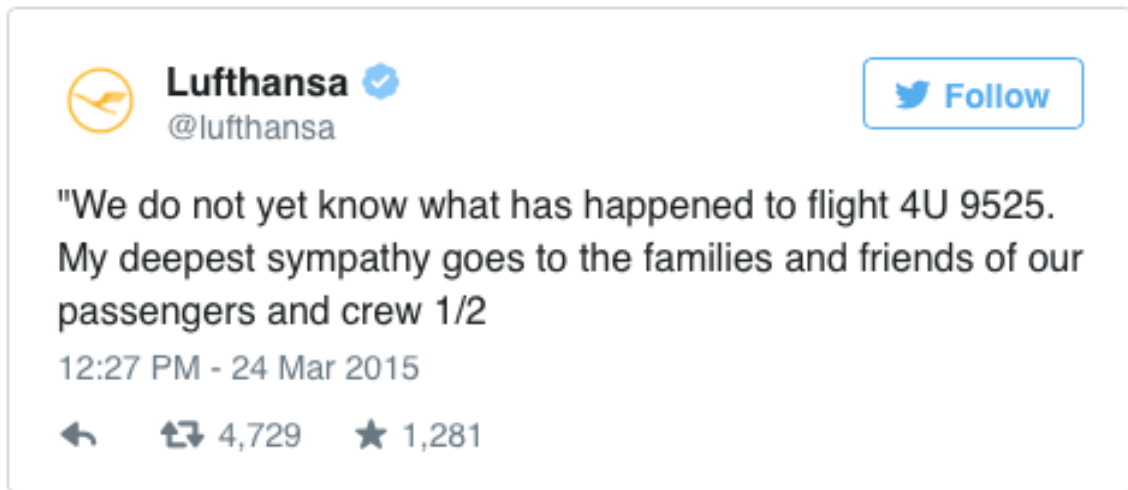 Lufthansa
@lufthansa
Follow
"We do not yet know what has happened to flight 4U 9525.
My deepest sympathy goes to the families and friends of our
passengers and crew 1/2
12:27 PM - 24 Mar 2015
4,729 1,281